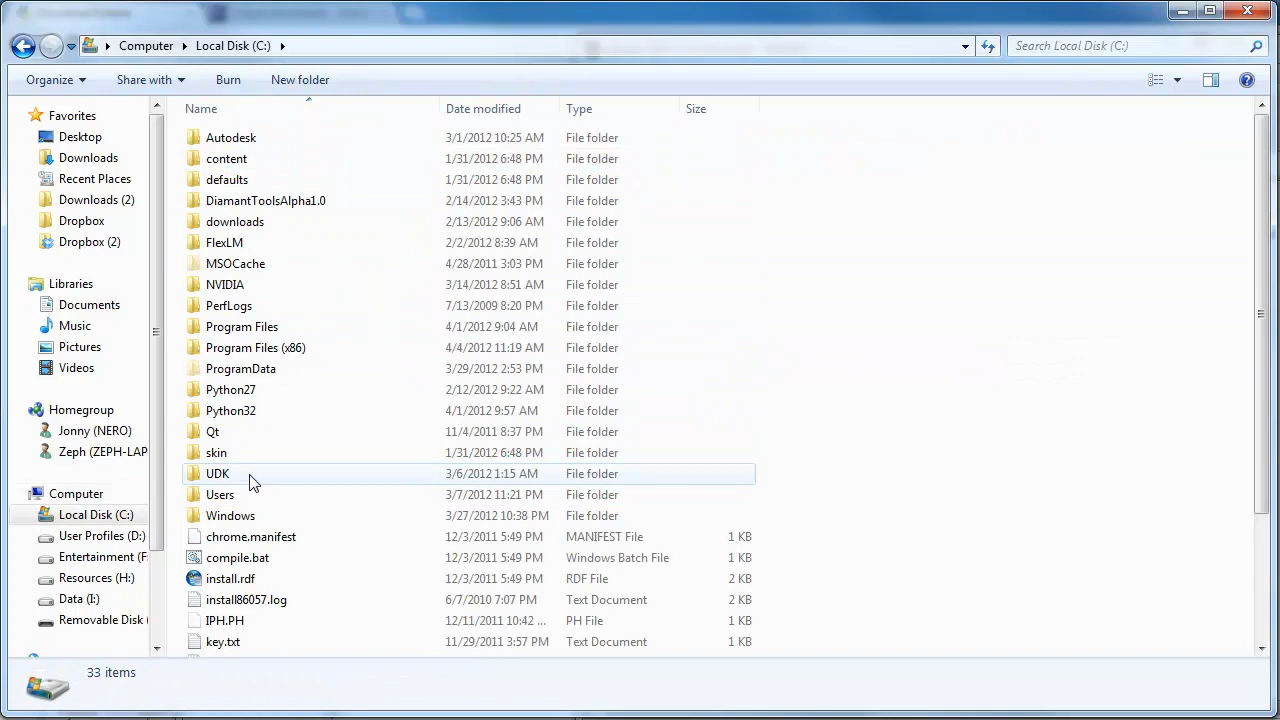 Computer Local Disk (C:) Search Local Disk (C:)
Organize Share with Burn New folder
Name Date modified Type Size
Favorites
Desktop
Downloads
Recent Places
Downloads (2)
Dropbox
Dropbox (2)
Libraries
Documents
Music
Pictures
Videos
Homegroup
Jonny (NERO)
Zeph (ZEPH-LAP
Computer
Local Disk (C:)
User Profiles (D:)
Entertainment (F:
Resources (H:)
Data (I:)
Removable Disk (
Autodesk 3/1/2012 10:25 AM File folder
content 1/31/2012 6:48 PM File folder
defaults 1/31/2012 6:48 PM File folder
DiamantToolsAlpha1.0 2/14/2012 3:43 PM File folder
downloads 2/13/2012 9:06 AM File folder
FlexLM 2/2/2012 8:39 AM File folder
MSOCache 4/28/2011 3:03 PM File folder
NVIDIA 3/14/2012 8:51 AM File folder
PerfLogs 7/13/2009 8:20 PM File folder
Program Files 4/1/2012 9:04 AM File folder
Program Files (x86) 4/4/2012 11:19 AM File folder
ProgramData 3/29/2012 2:53 PM File folder
Python27 2/12/2012 9:22 AM File folder
Python32 4/1/2012 9:57 AM File folder
Qt 11/4/2011 8:37 PM File folder
skin 1/31/2012 6:48 PM File folder
UDK 3/6/2012 1:15 AM File folder
Users 3/7/2012 11:21 PM File folder
Windows 3/27/2012 10:38 PM File folder
chrome.manifest 12/3/2011 5:49 PM MANIFEST File 1 KB
compile.bat 12/3/2011 5:49 PM Windows Batch File 1 KB
install.rdf 12/3/2011 5:49 PM RDF File 2 KB
install86057.log 6/7/2010 7:07 PM Text Document 2 KB
IPH.PH 12/11/2011 10:42 ... PH File 1 KB
key.txt 11/29/2011 3:57 PM Text Document 1 KB
33 items